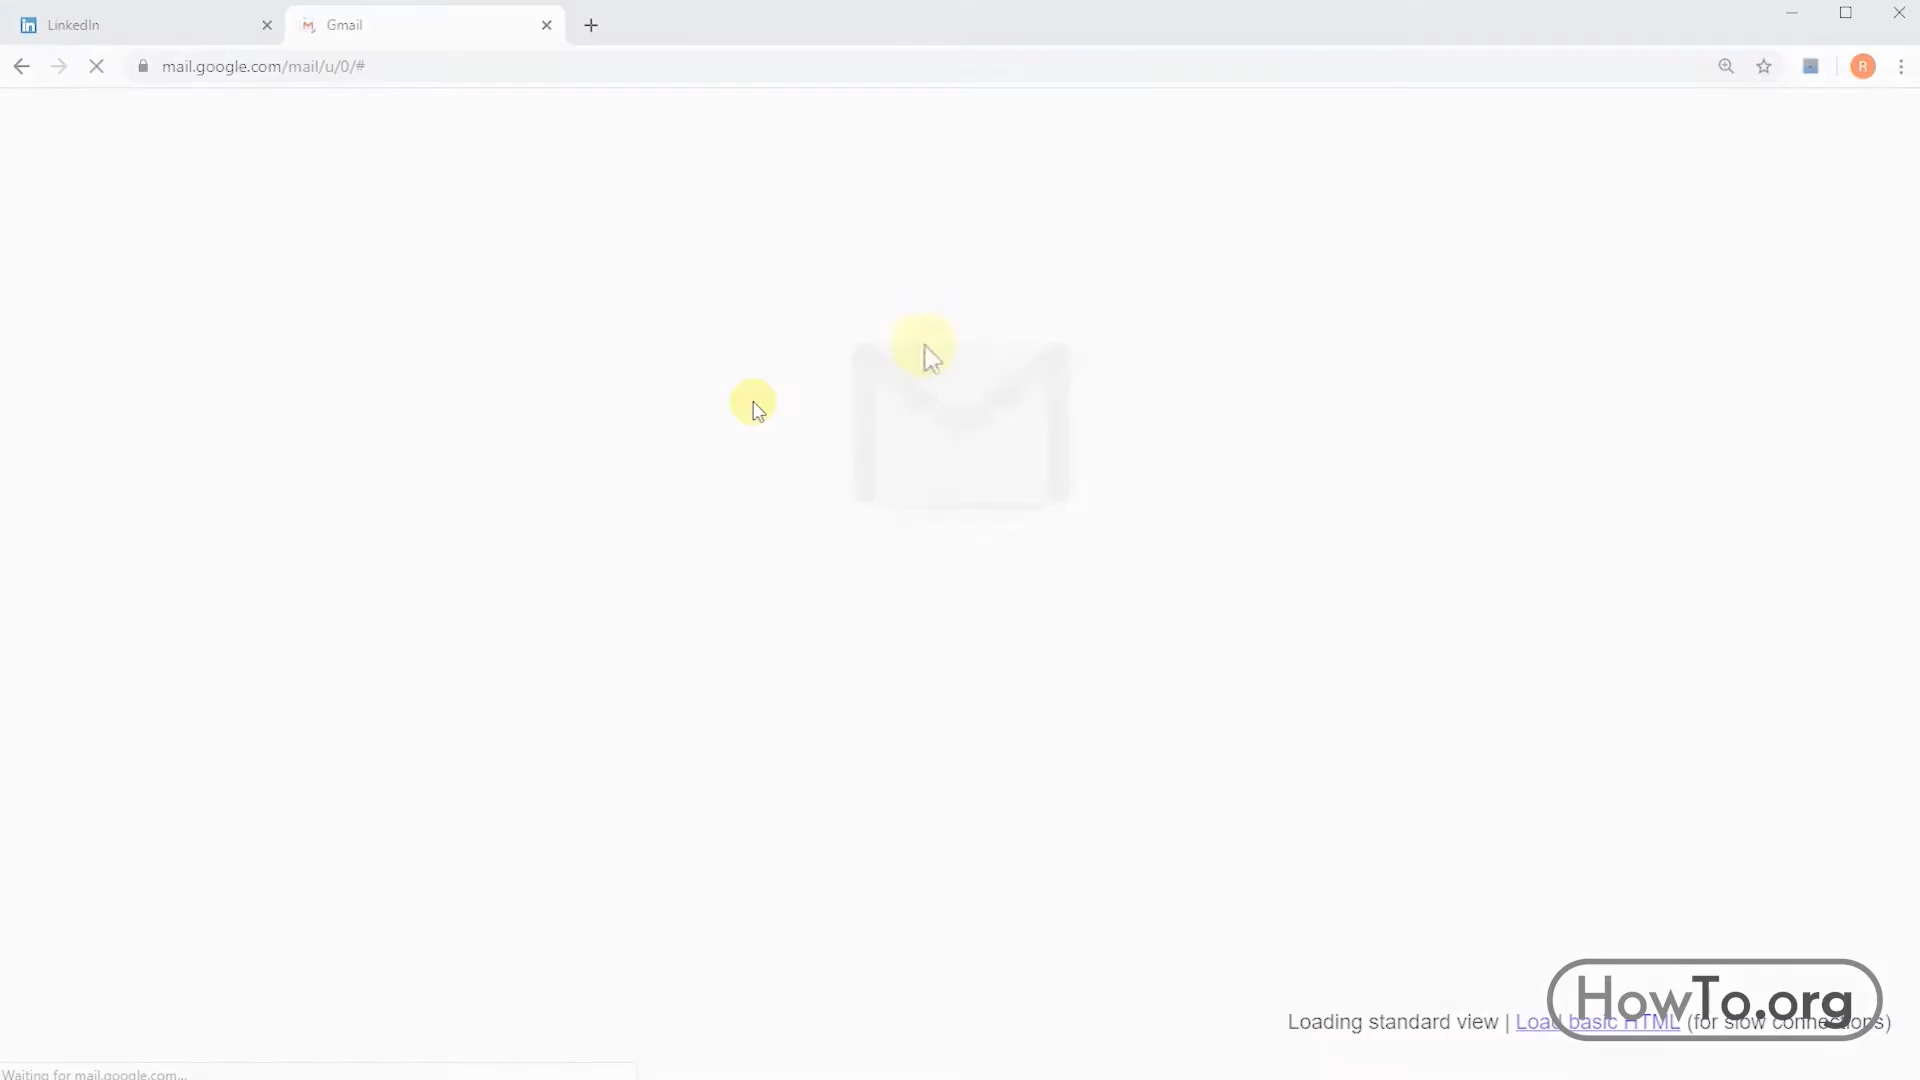 LinkedIn
Gmail
mail.google.com/mail/u/0/#
R
Loading standard view | Load basic HTML (for slow connections)
HowTo.org
Waiting for mail.google.com...